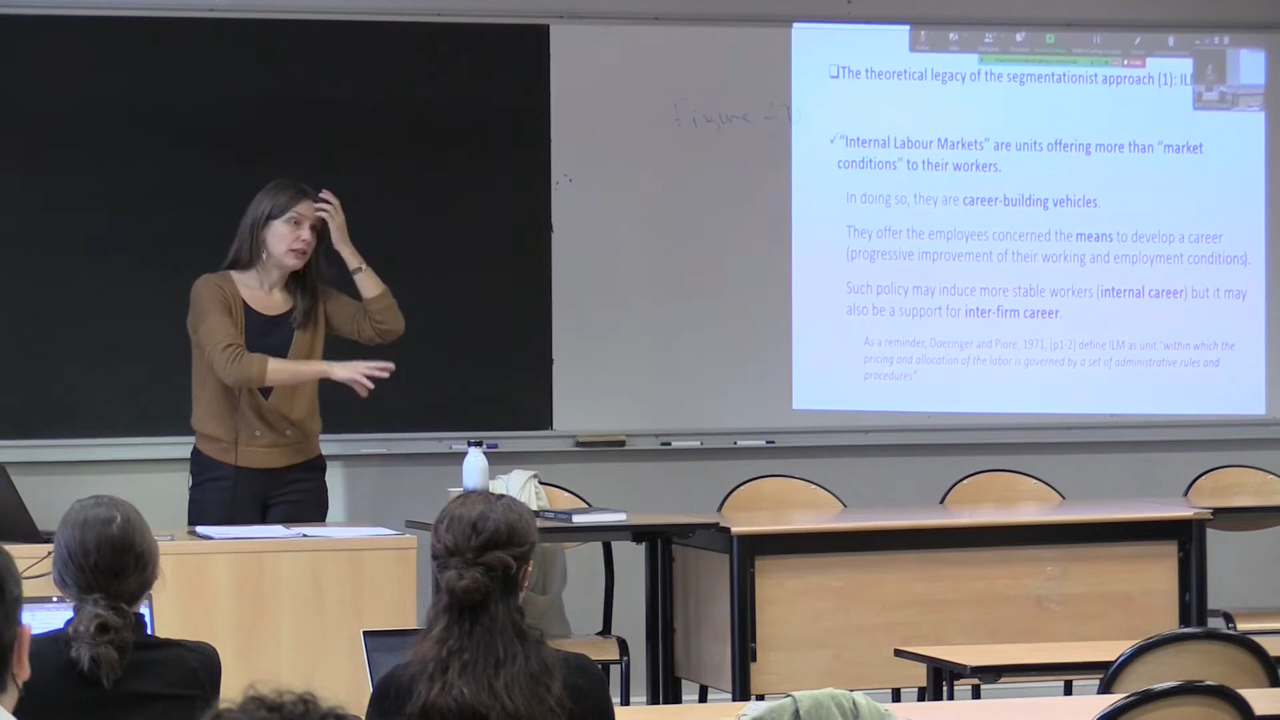 ❑The theoretical legacy of the segmentationist approach (1): IL
Figure
✓"Internal Labour Markets" are units offering more than "market
conditions" to their workers.
In doing so, they are career-building vehicles.
They offer the employees concerned the means to develop a career
(progressive improvement of their working and employment conditions).
Such policy may induce more stable workers (internal career) but it may
also be a support for inter-firm career.
As a reminder, Doeringer and Piore, 1971, (p1-2) define ILM as unit "within which the
pricing and allocation of the labor is governed by a set of administrative rules and
procedures"